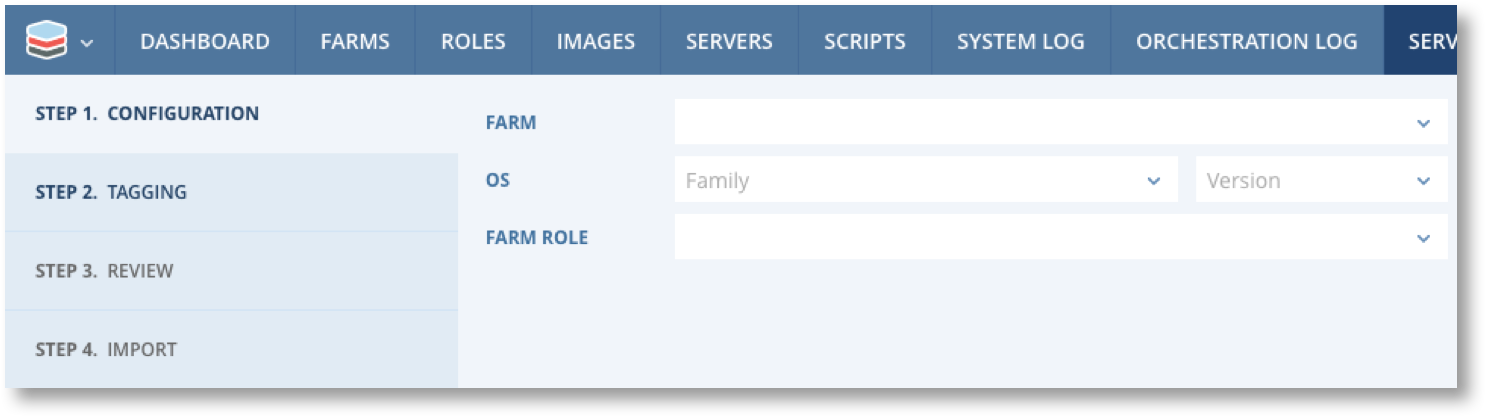 DASHBOARD FARMS ROLES IMAGES SERVERS SCRIPTS SYSTEM LOG ORCHESTRATION LOG SERV
STEP 1. CONFIGURATION
FARM
OS Family Version
STEP 2. TAGGING
FARM ROLE
STEP 3. REVIEW
STEP 4. IMPORT